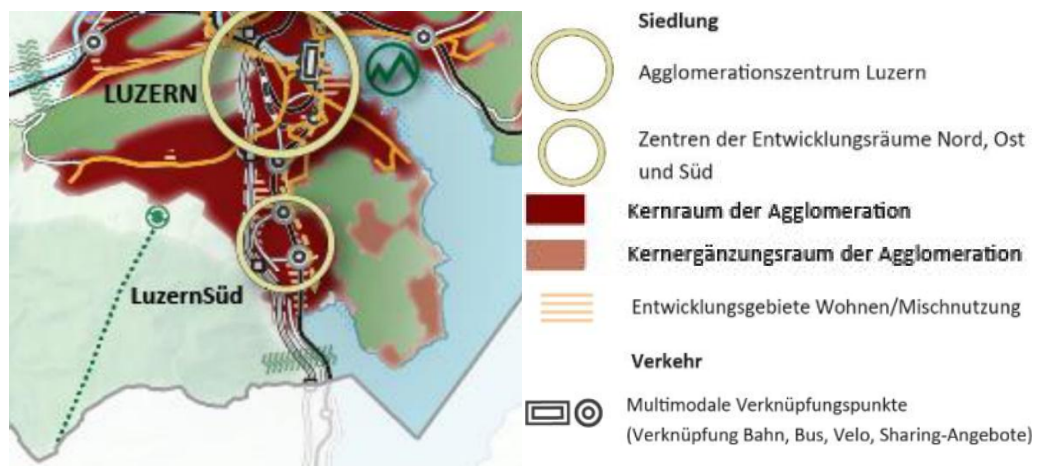 LUZERN
LuzernSüd
Siedlung
Agglomerationszentrum Luzern
Zentren der Entwicklungsräume Nord, Ost
und Süd
Kernraum der Agglomeration
Kernergänzungsraum der Agglomeration
Entwicklungsgebiete Wohnen/Mischnutzung
Verkehr
Multimodale Verknüpfungspunkte
(Verknüpfung Bahn, Bus, Velo, Sharing-Angebote)